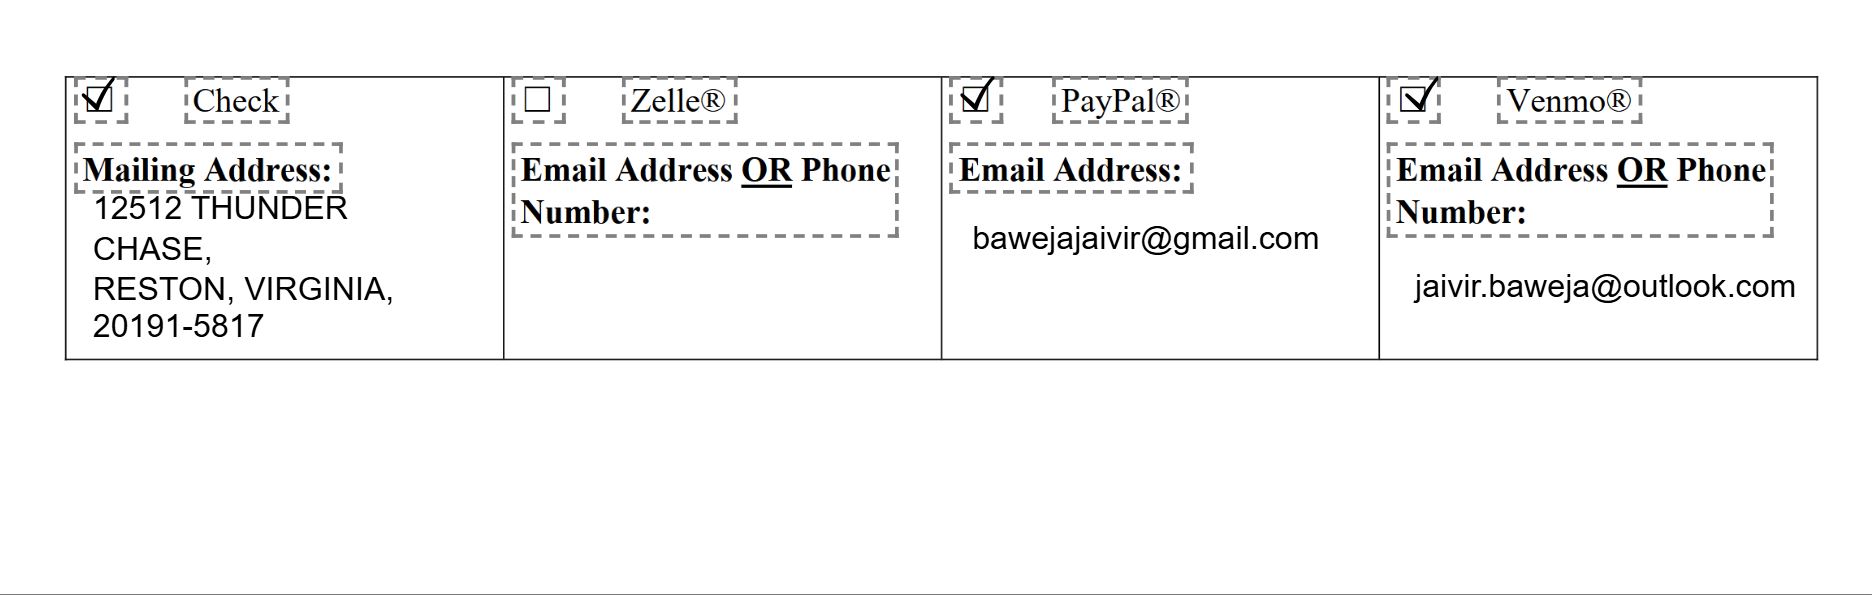 ☑ Check
Mailing Address:
12512 THUNDER
CHASE,
RESTON, VIRGINIA,
20191-5817
☐ Zelle®
Email Address OR Phone
Number:
☑ PayPal®
Email Address:
bawejajaivir@gmail.com
☑ Venmo®
Email Address OR Phone
Number:
jaivir.baweja@outlook.com